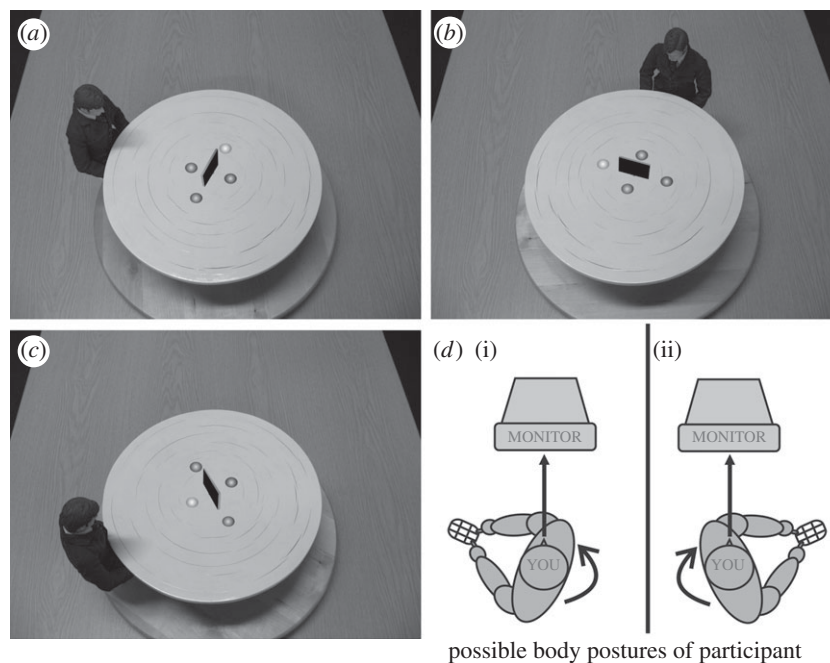 (a)
(b)
(c)
(d) (i)
(ii)
MONITOR
MONITOR
YOU
YOU
possible body postures of participant